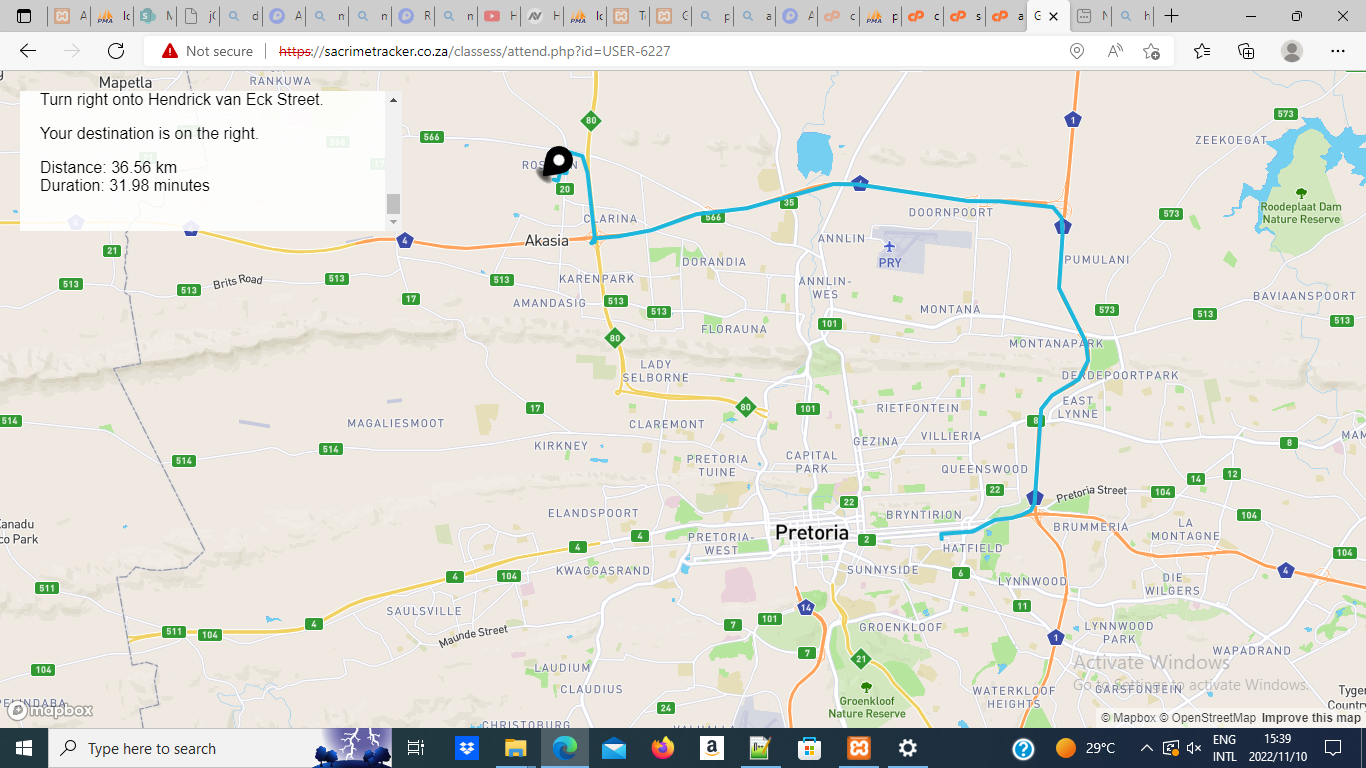 A
Ic
M
jC
d
A
m
m
R
m
H
H
Ic
T
G
p
a
A
c
p
c
s
a
G
N
h
Not secure
https://sacrimetracker.co.za/classess/attend.php?id=USER-6227
Turn right onto Hendrick van Eck Street.
Your destination is on the right.
Distance: 36.56 km
Duration: 31.98 minutes
Mapetla
RANKUWA
566
80
1
573
ZEEKOEGAT
20
CLARINA
566
35
4
DOORNPOORT
573
Roodeplaat Dam
Nature Reserve
4
4
21
Akasia
ANNLIN
PRY
1
PUMULANI
DORANDIA
513
Brits Road
513
513
513
KARENPARK
ANNLIN-
WES
BAVIAANSPOORT
17
AMANDASIG
513
513
MONTANA
573
513
513
FLORAUNA
101
80
MONTANAPARK
LADY
SELBORNE
DERDEPOORTPARK
17
80
101
RIETFONTEIN
EAST
LYNNE
514
MAGALIESMOOT
CLAREMONT
8
8
514
514
KIRKNEY
GEZINA
VILLIERIA
PRETORIA
TUINE
CAPITAL
PARK
QUEENSWOOD
14
12
22
22
Pretoria Street
104
104
ELANDSPOORT
BRYNTIRION
BRUMMERIA
LA
MONTAGNE
4
4
PRETORIA-
WEST
Pretoria
2
HATFIELD
104
KWAGGASRAND
SUNNYSIDE
4
104
6
LYNNWOOD
DIE
WILGERS
4
511
SAULSVILLE
14
11
511
104
4
Maunde Street
7
101
GROENKLOOF
1
LYNNWOOD
PARK
104
LAUDIUM
7
21
WAPADRAND
CLAUDIUS
Groenkloof
Nature Reserve
WATERKLOOF
HEIGHTS
GARSFONTEIN
24
CHRISTOBURG
Activate Windows
Go to Settings to activate Windows.
mapbox
© Mapbox © OpenStreetMap Improve this map
Type here to search
29°C
ENG
INTL
15:39
2022/11/10